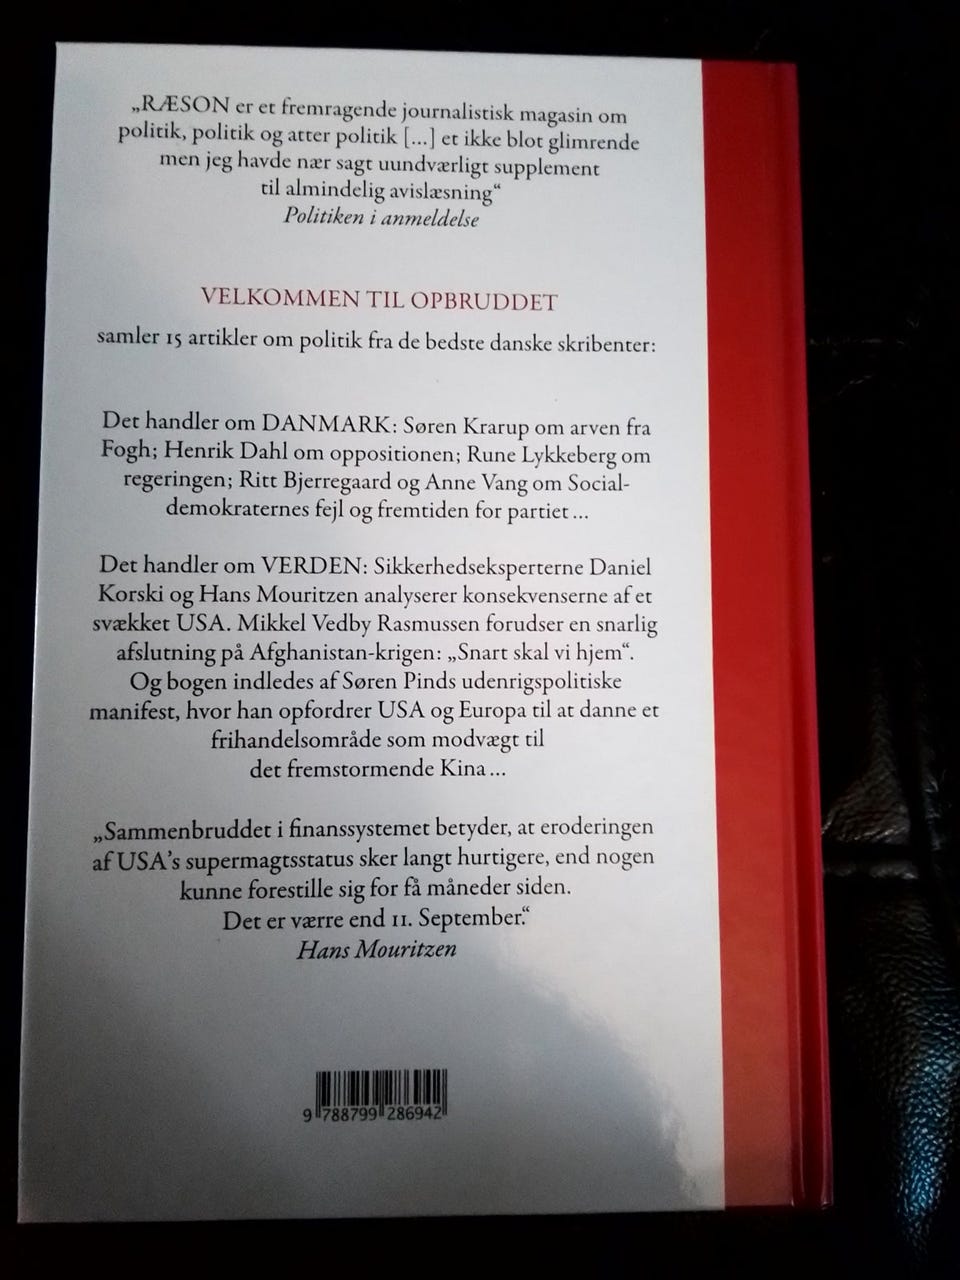 „RÆSON er et fremragende journalistisk magasin om
politik, politik og atter politik [...] et ikke blot glimrende
men jeg havde nær sagt uundværligt supplement
til almindelig avislæsning“
Politiken i anmeldelse
VELKOMMEN TIL OPBRUDDET
samler 15 artikler om politik fra de bedste danske skribenter:
Det handler om DANMARK: Søren Krarup om arven fra
Fogh; Henrik Dahl om oppositionen; Rune Lykkeberg om
regeringen; Ritt Bjerregaard og Anne Vang om Social-
demokraternes fejl og fremtiden for partiet...
Det handler om VERDEN: Sikkerhedseksperterne Daniel
Korski og Hans Mouritzen analyserer konsekvenserne af et
svækket USA. Mikkel Vedby Rasmussen forudser en snarlig
afslutning på Afghanistan-krigen: „Snart skal vi hjem“.
Og bogen indledes af Søren Pinds udenrigspolitiske
manifest, hvor han opfordrer USA og Europa til at danne et
frihandelsområde som modvægt til
det fremstormende Kina...
„Sammenbruddet i finanssystemet betyder, at eroderingen
af USA’s supermagtsstatus sker langt hurtigere, end nogen
kunne forestille sig for få måneder siden.
Det er værre end 11. September.“
Hans Mouritzen
9 788799 286942